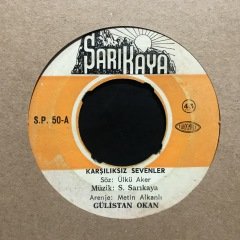 SARIKAYA
S.P. 50-A
45
KARŞILIKSIZ SEVENLER
Söz: Ülkü Aker
Müzik: S. Sarıkaya
Arenje: Metin Alkanlı
GÜLİSTAN OKAN